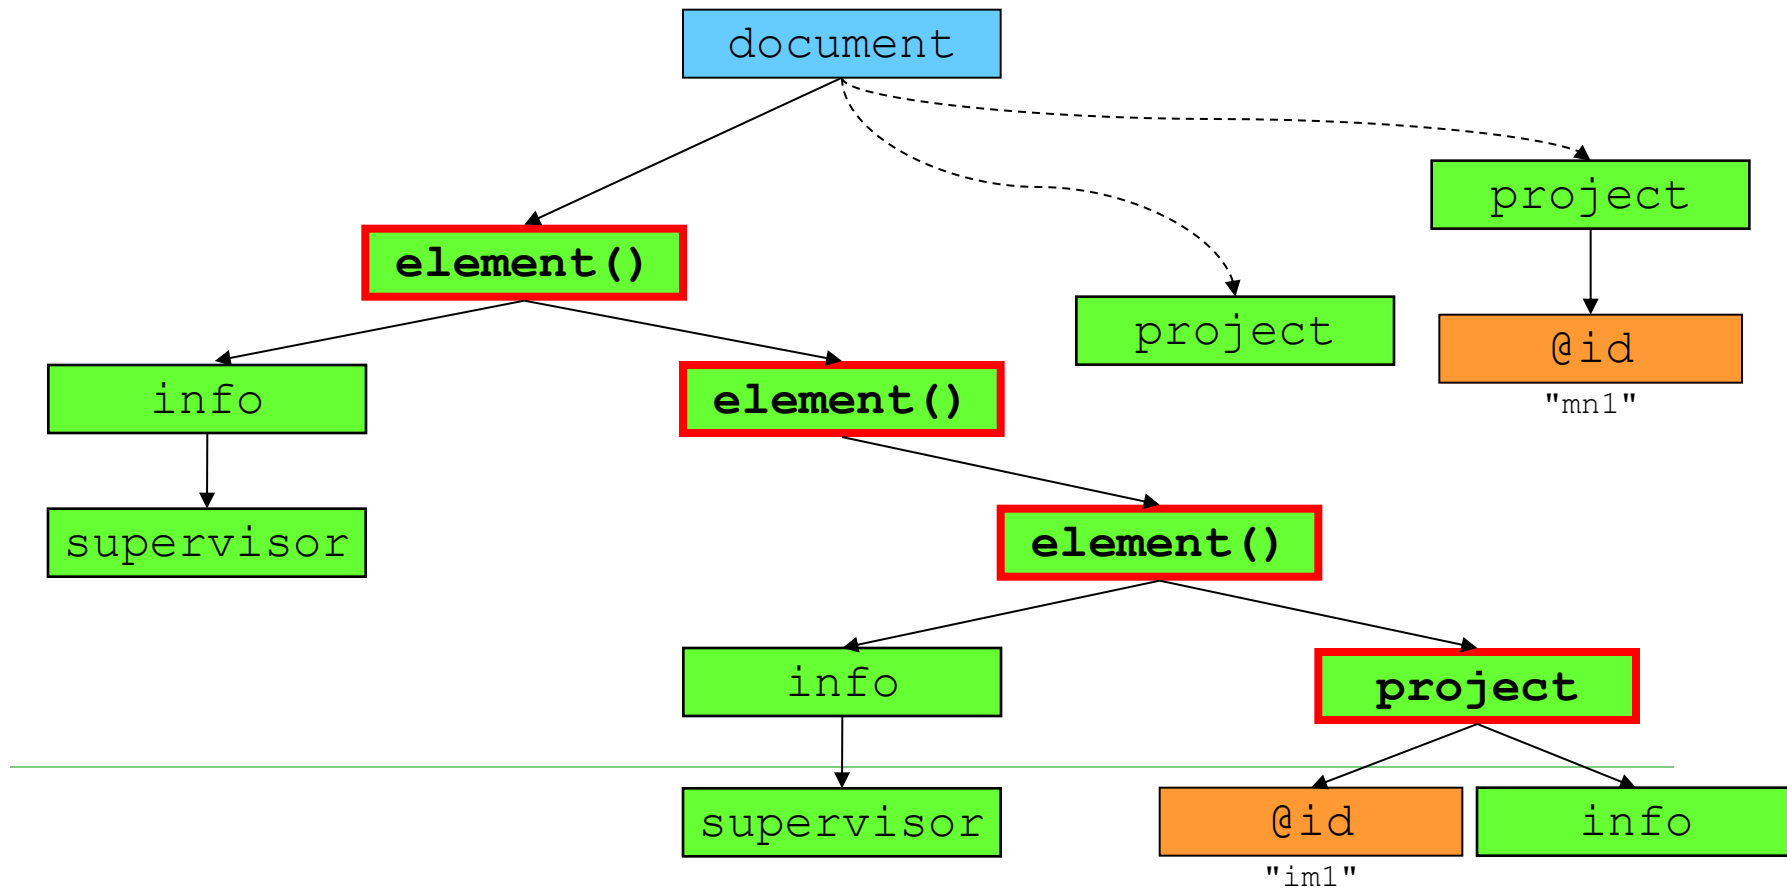 document
project
element()
project
@id
info
element()
"mn1"
supervisor
element()
info
project
supervisor
@id
info
"im1"